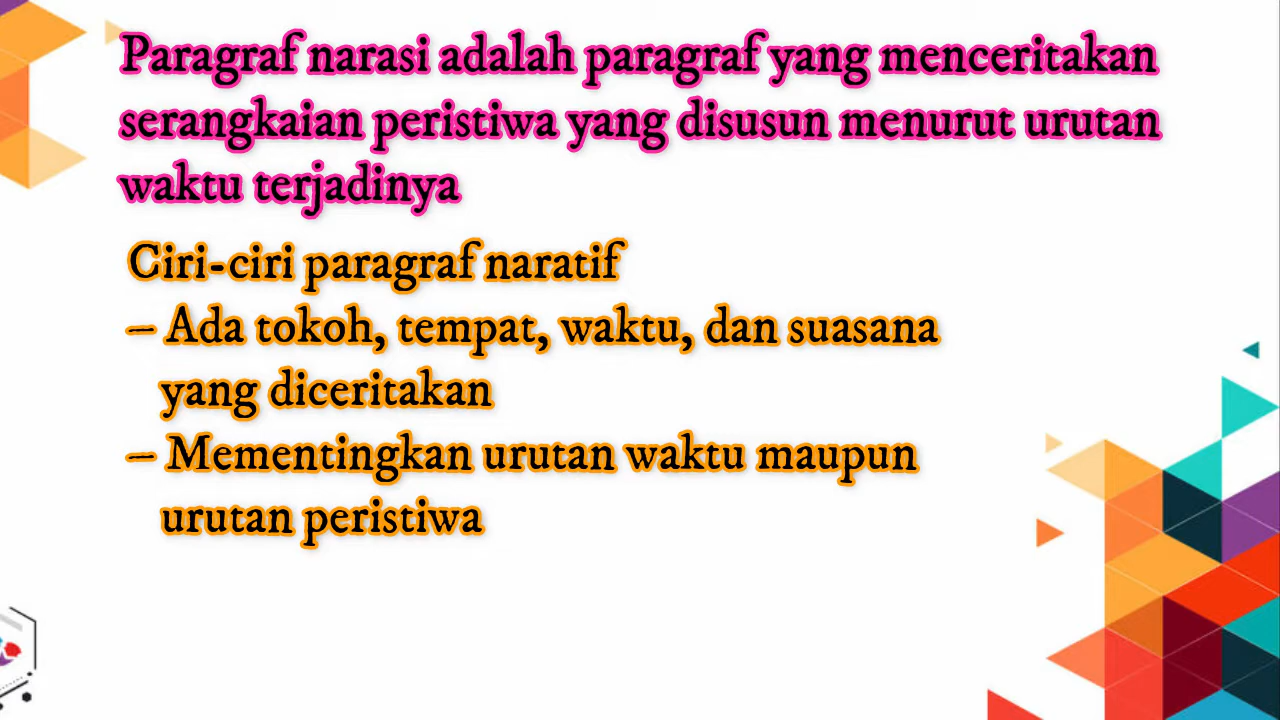 Paragraf narasi adalah paragraf yang menceritakan
serangkaian peristiwa yang disusun menurut urutan
waktu terjadinya
Ciri-ciri paragraf naratif
– Ada tokoh, tempat, waktu, dan suasana
yang diceritakan
– Mementingkan urutan waktu maupun
urutan peristiwa